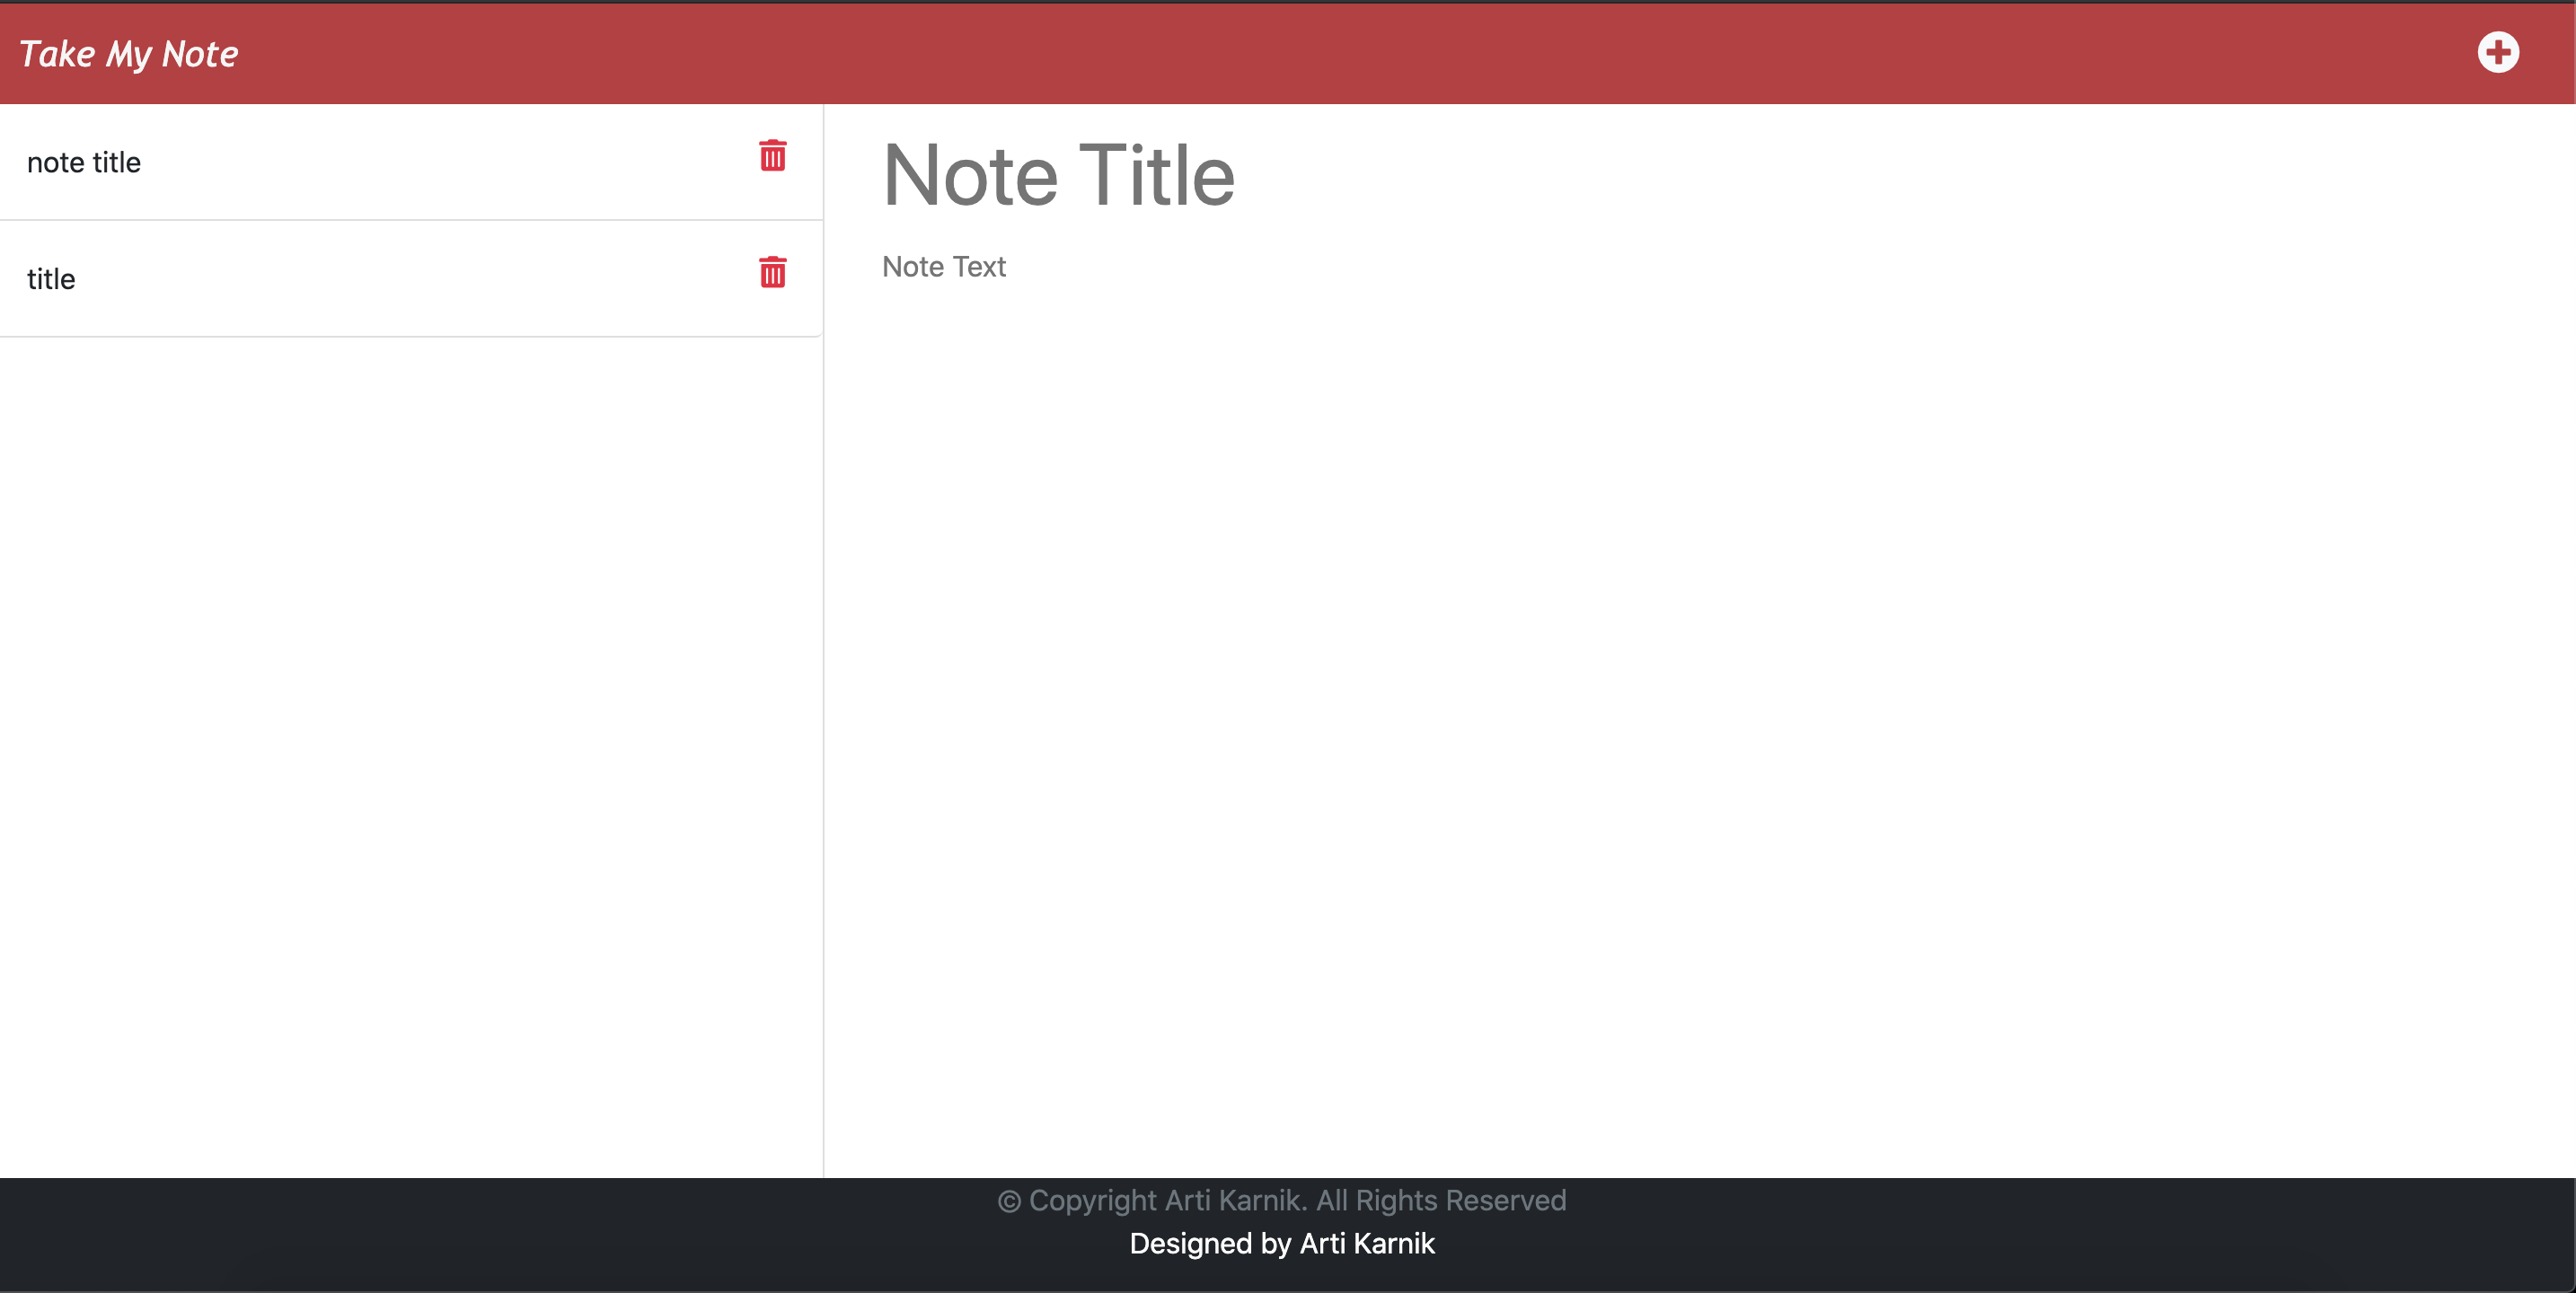 Take My Note
note title
title
Note Title
Note Text
© Copyright Arti Karnik. All Rights Reserved
Designed by Arti Karnik